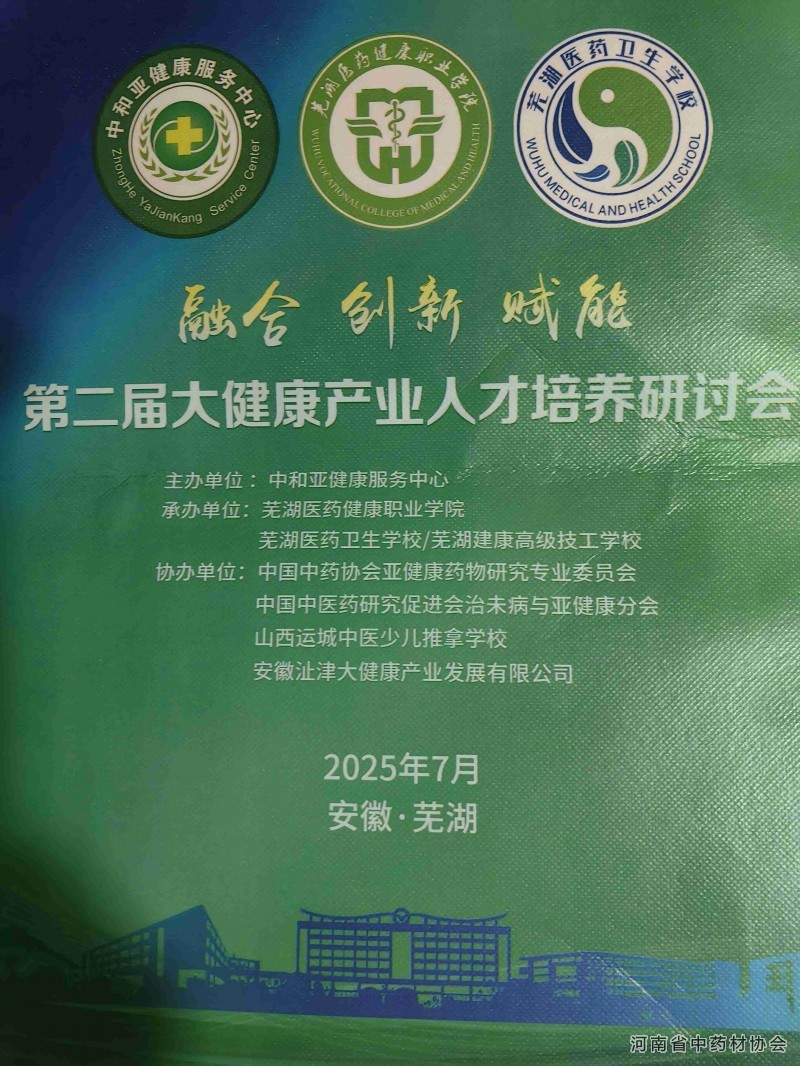 中和亚健康服务中心
ZhongHe YaJianKang Service Center
芜湖医药健康职业学院
WUHU VOCATIONAL COLLEGE OF MEDICAL AND HEALTH
芜湖医药卫生学校
WUHU MEDICAL AND HEALTH SCHOOL
融合 创新 赋能
第二届大健康产业人才培养研讨会
主办单位：中和亚健康服务中心
承办单位：芜湖医药健康职业学院
芜湖医药卫生学校/芜湖建康高级技工学校
协办单位：中国中药协会亚健康药物研究专业委员会
中国中医药研究促进会治未病与亚健康分会
山西运城中医少儿推拿学校
安徽沚津大健康产业发展有限公司
2025年7月
安徽·芜湖
河南省中药材协会